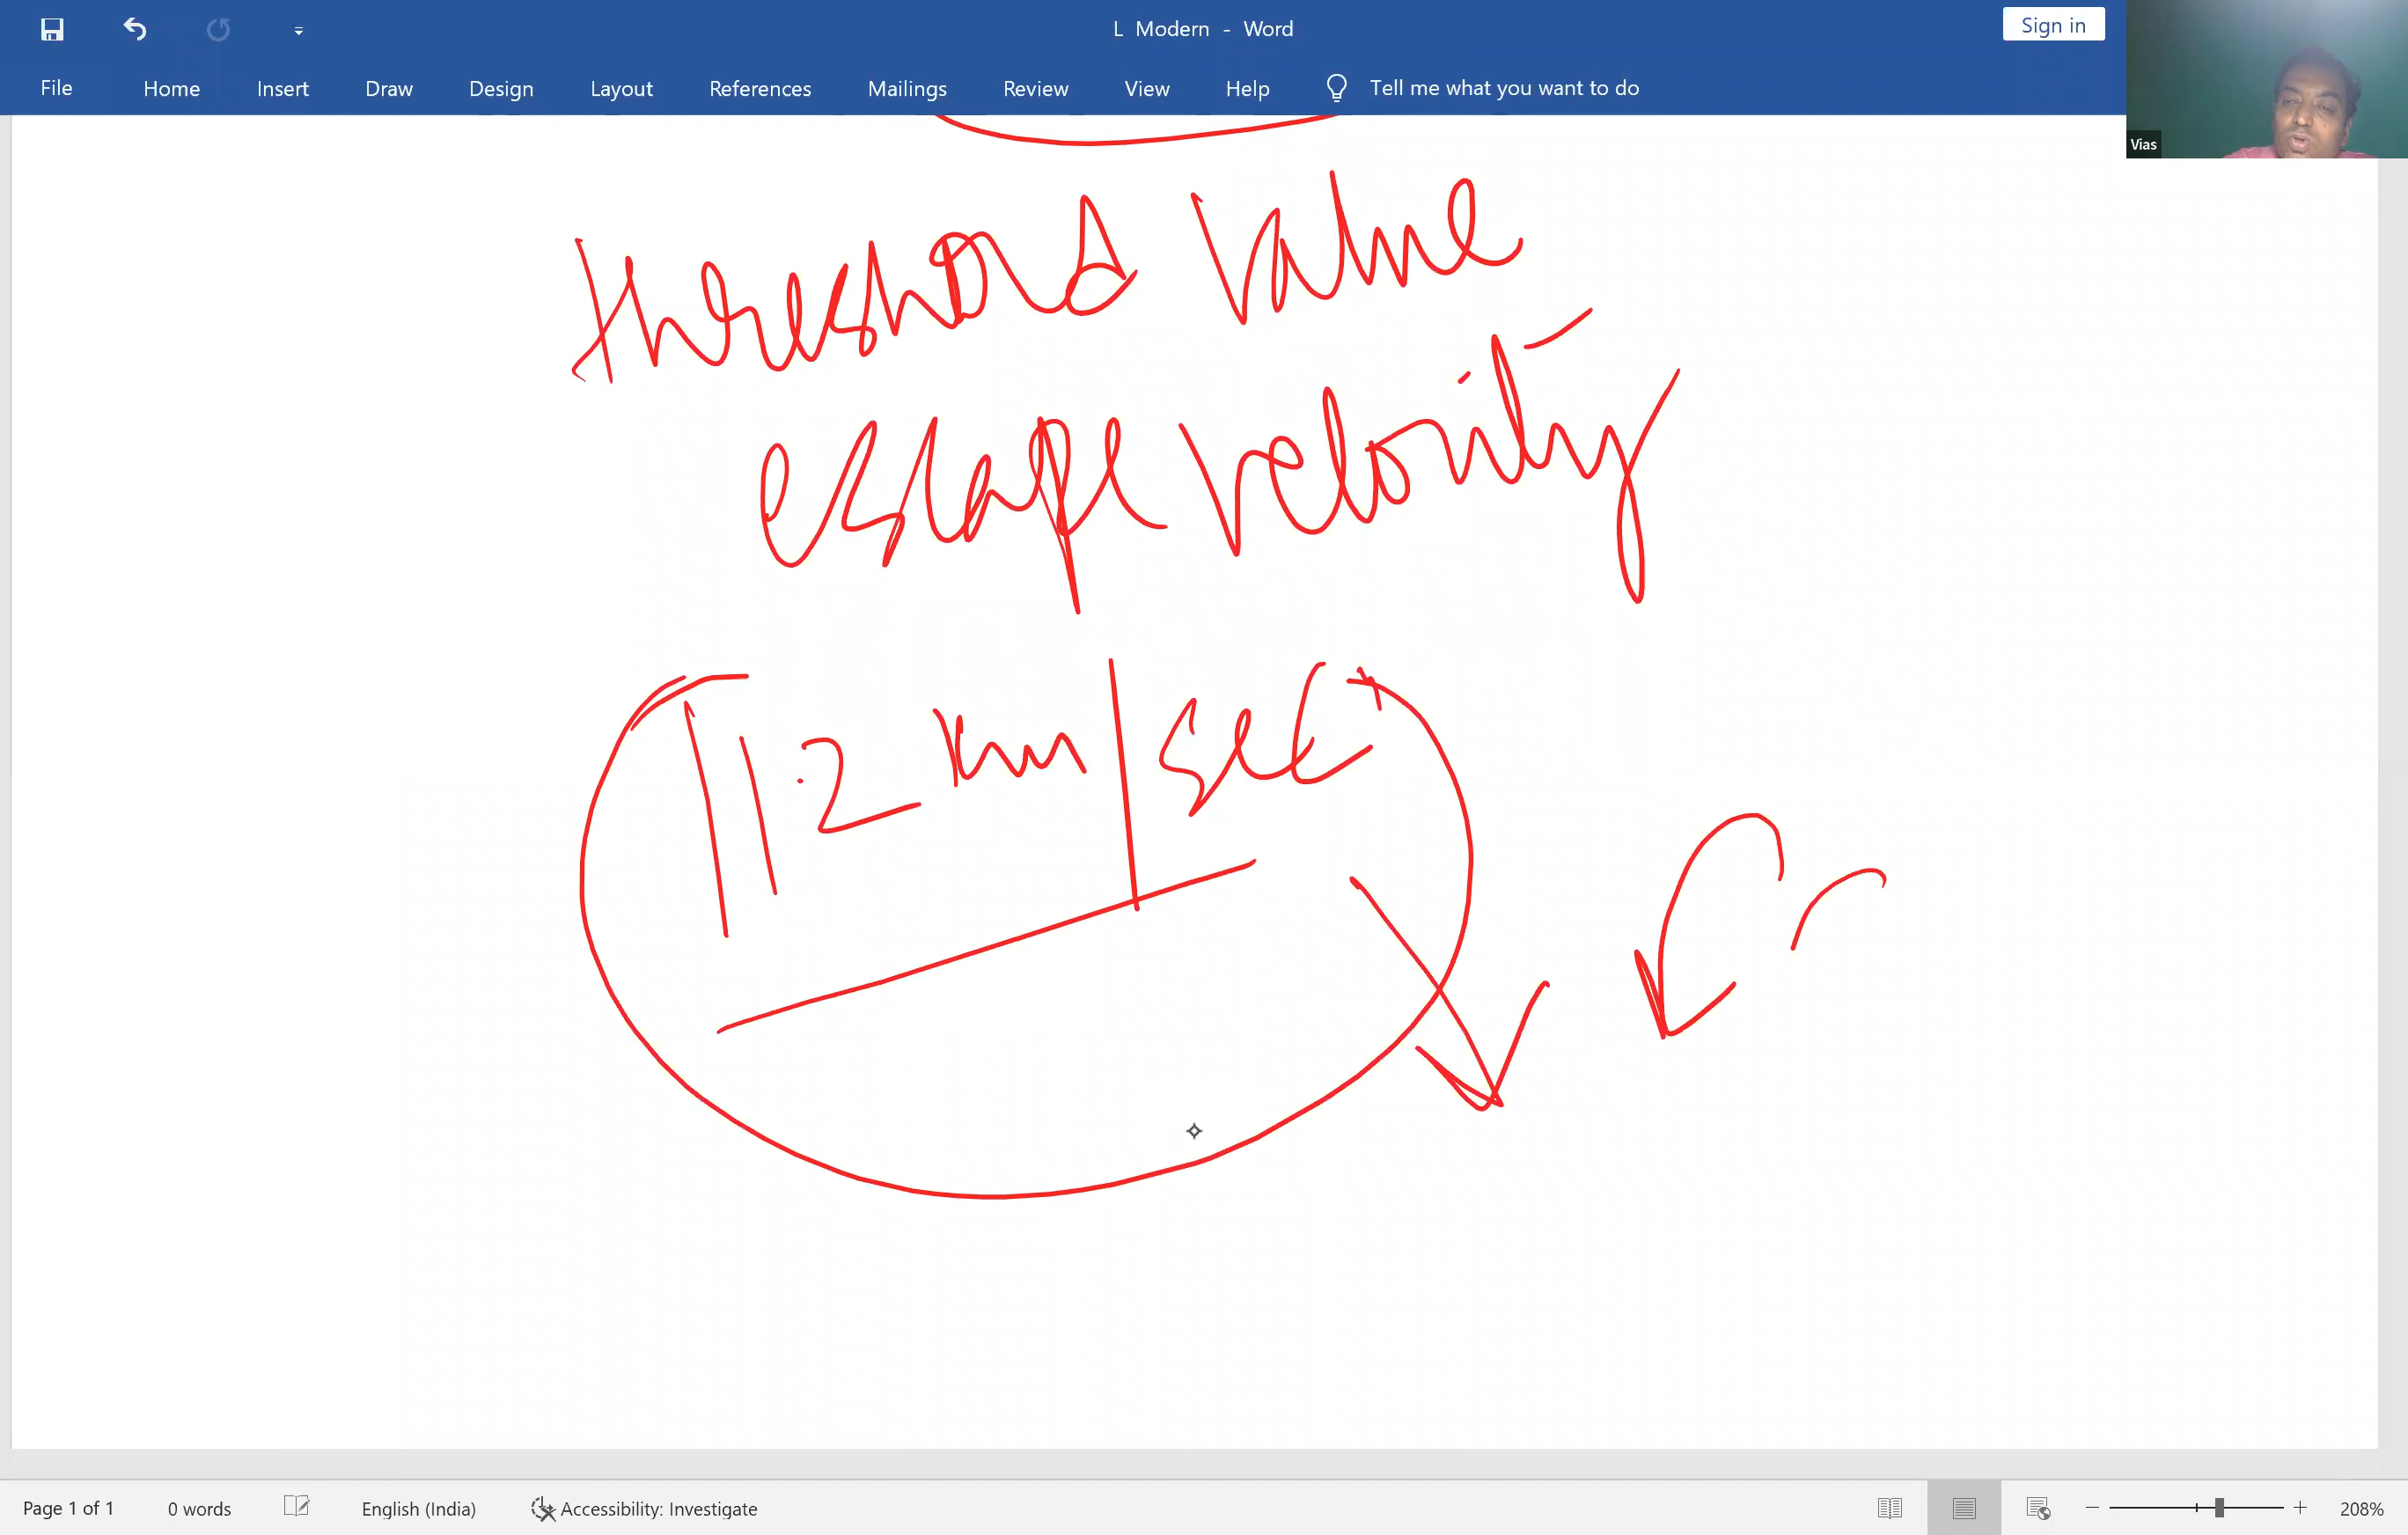 L Modern - Word
Sign in
File Home Insert Draw Design Layout References Mailings Review View Help Tell me what you want to do
Vias
threshold value
escape velocity
11.2 km/sec
Page 1 of 1 0 words English (India) Accessibility: Investigate 208%